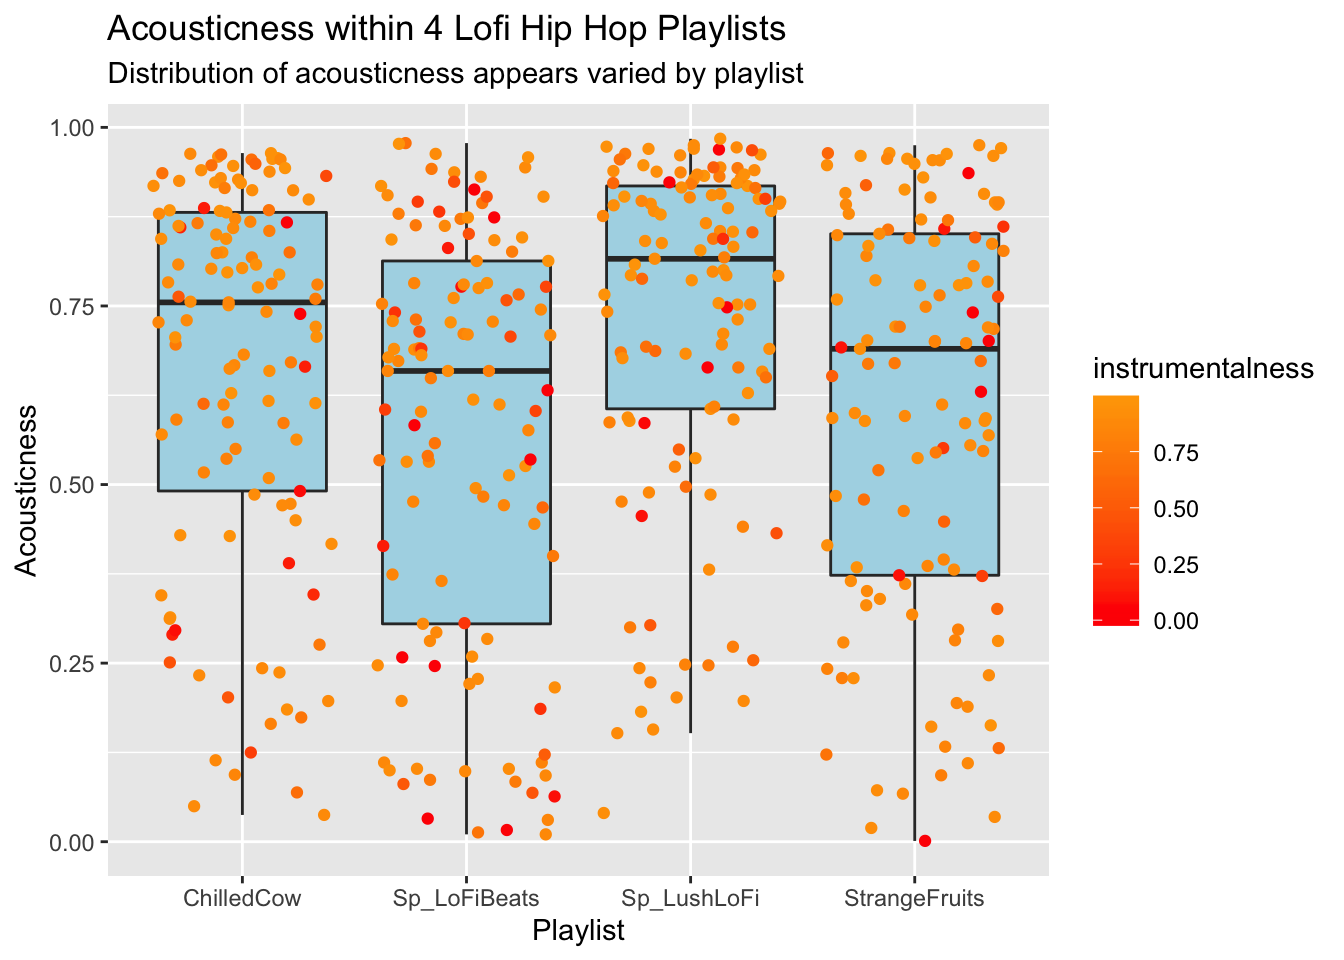 Acousticness within 4 Lofi Hip Hop Playlists
Distribution of acousticness appears varied by playlist
1.00
0.75
0.50
0.25
0.00
Acousticness
ChilledCow Sp_LoFiBeats Sp_LushLoFi StrangeFruits
Playlist
instrumentalness
0.75
0.50
0.25
0.00